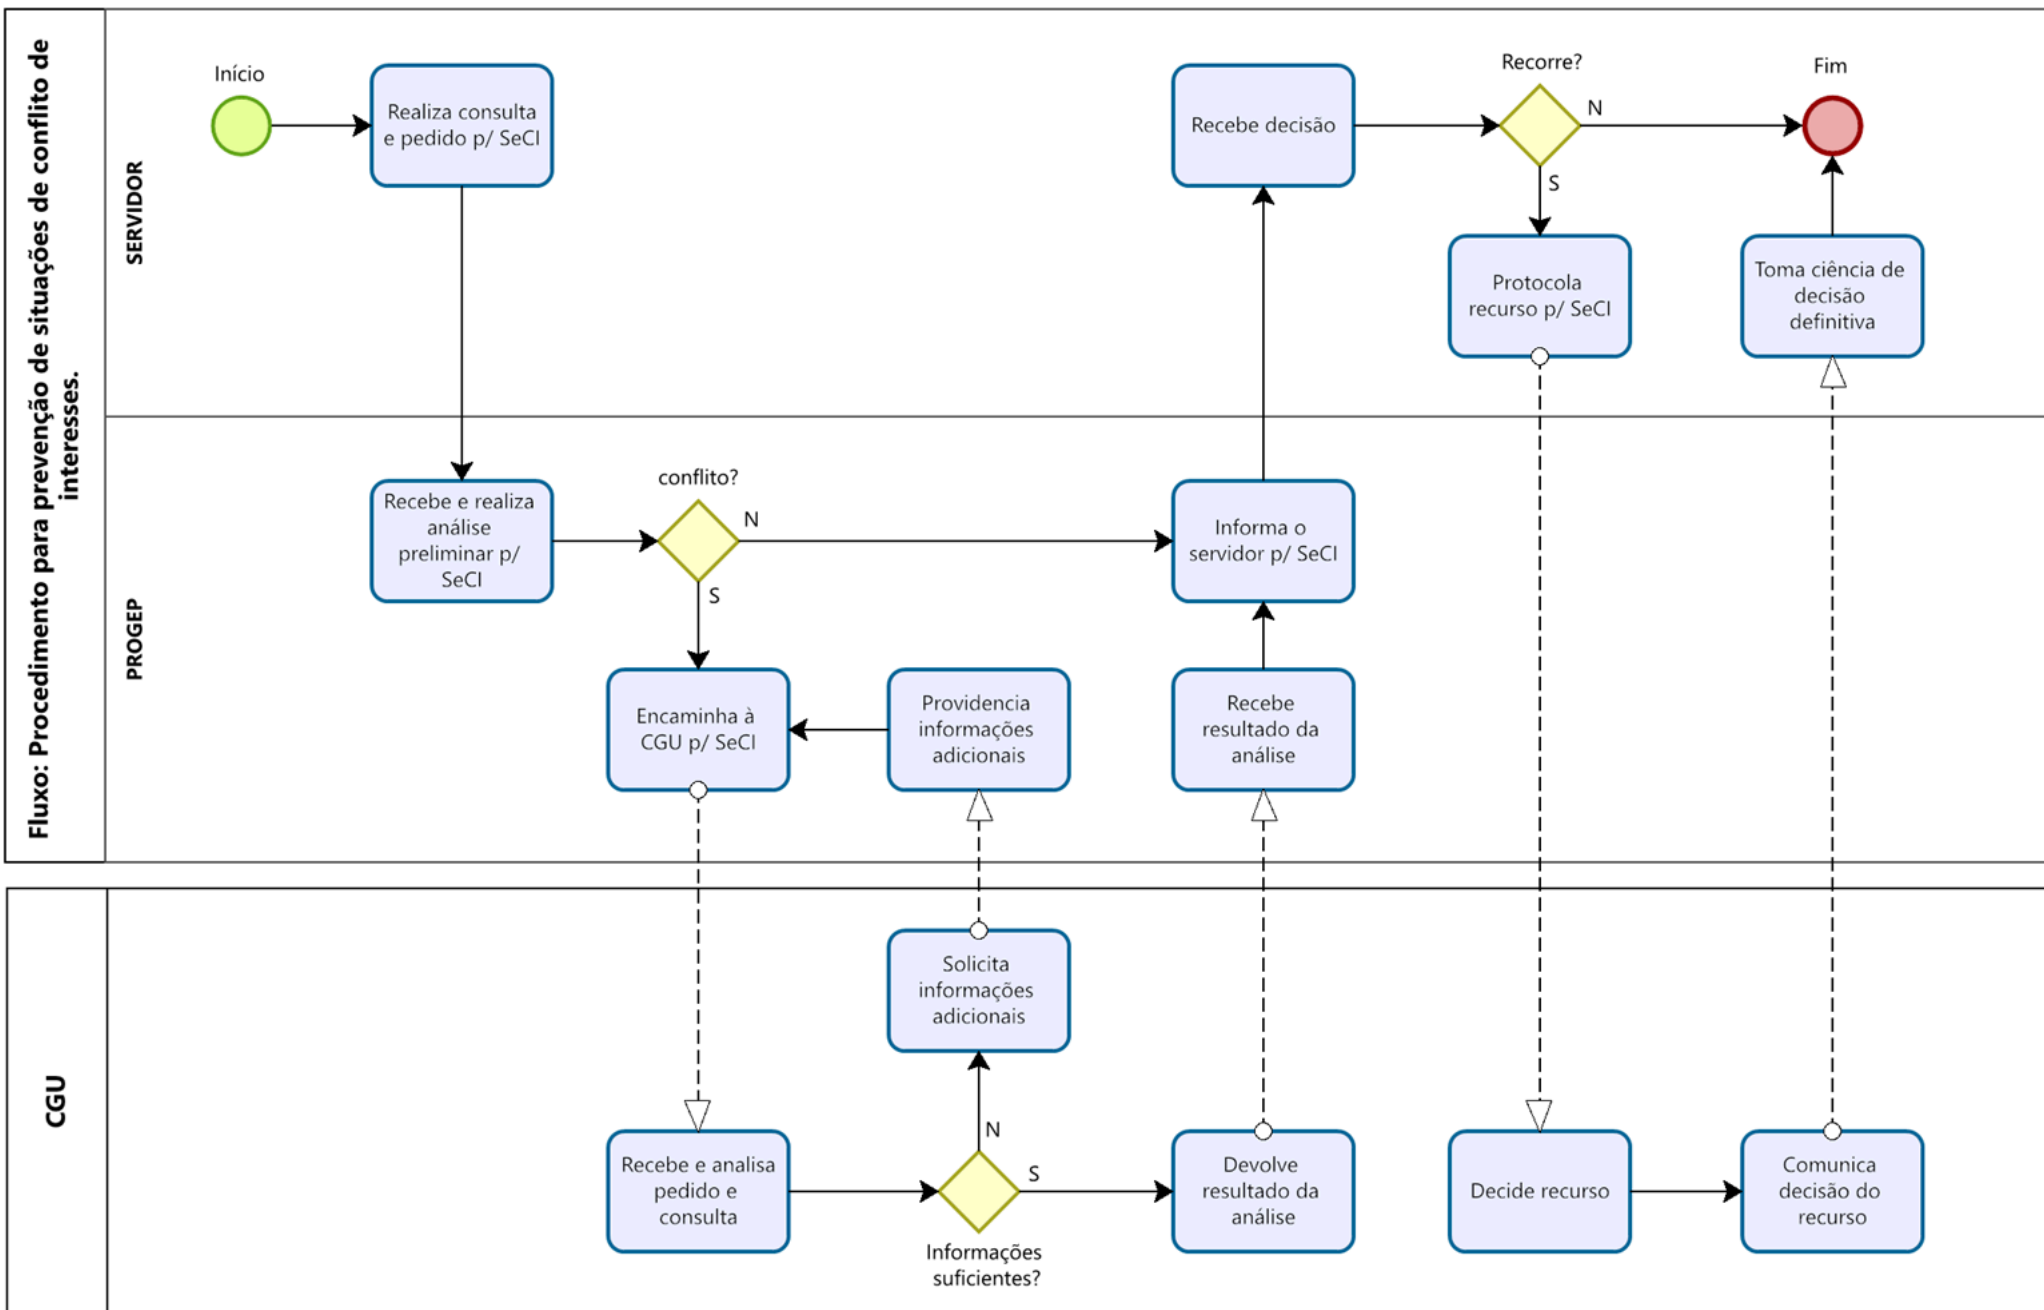 Fluxo: Procedimento para prevenção de situações de conflito de
interesses.
SERVIDOR
Início
Realiza consulta
e pedido p/ SeCI
Recebe decisão
Recorre?
N
S
Fim
Protocola
recurso p/ SeCI
Toma ciência de
decisão
definitiva
PROGEP
Recebe e realiza
análise
preliminar p/
SeCI
conflito?
N
S
Informa o
servidor p/ SeCI
Encaminha à
CGU p/ SeCI
Providencia
informações
adicionais
Recebe
resultado da
análise
CGU
Solicita
informações
adicionais
Recebe e analisa
pedido e
consulta
N
S
Informações
suficientes?
Devolve
resultado da
análise
Decide recurso
Comunica
decisão do
recurso